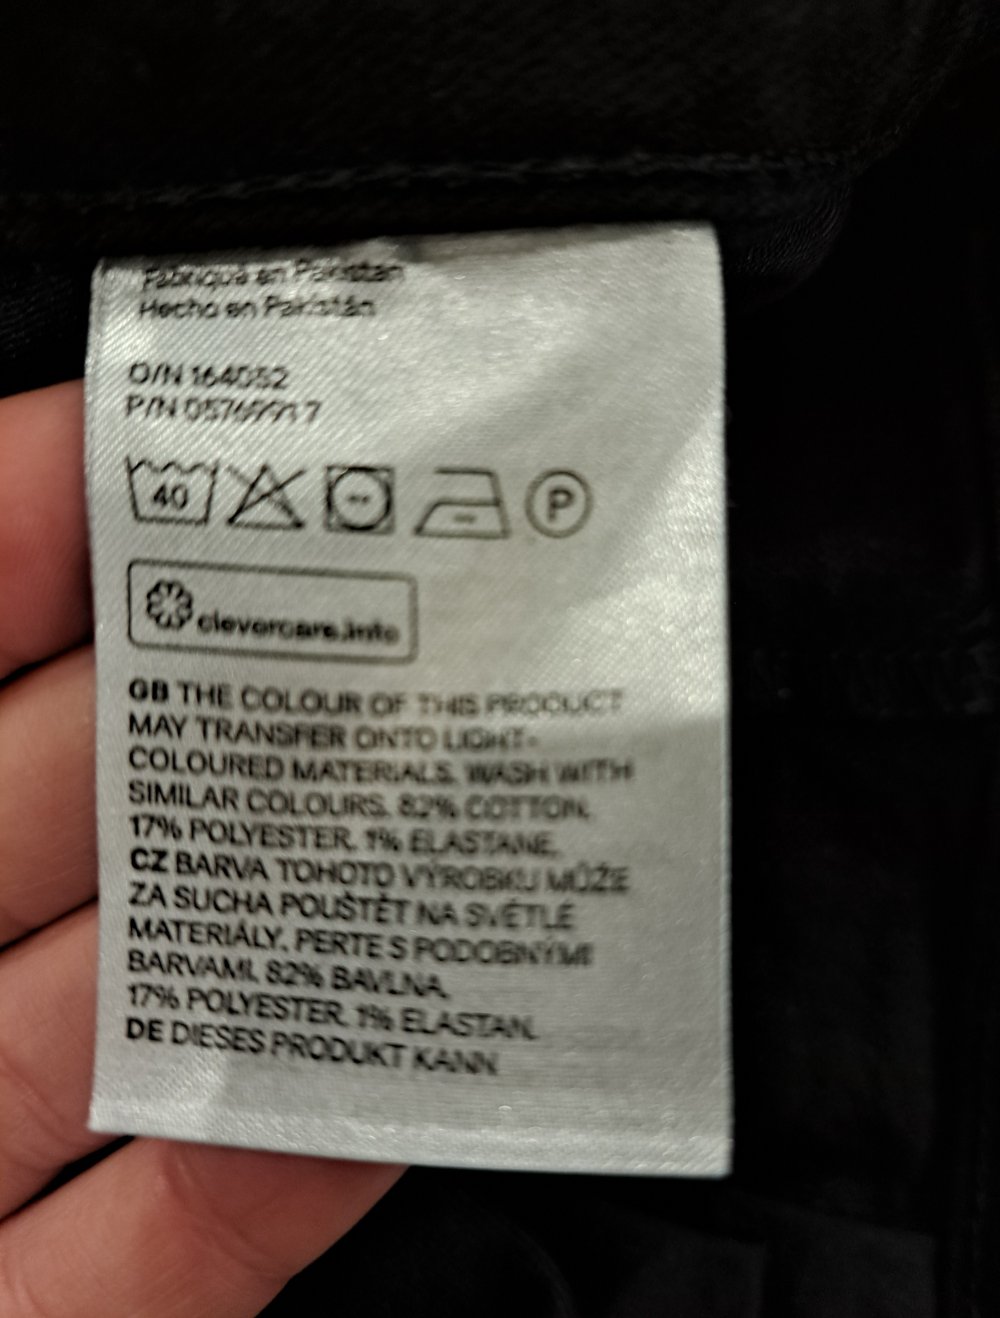 Fabriqué en Pakistan
Hecho en Pakistán
O/N 164052
P/N
40
P
clevercare.info
GB THE COLOUR OF THIS PRODUCT
MAY TRANSFER ONTO LIGHT-
COLOURED MATERIALS. WASH WITH
SIMILAR COLOURS. 82% COTTON,
17% POLYESTER, 1% ELASTANE.
CZ BARVA TOHOTO VÝROBKU MŮŽE
ZA SUCHA POUŠTĚT NA SVĚTLÉ
MATERIÁLY. PERTE S PODOBNÝMI
BARVAMI. 82% BAVLNA,
17% POLYESTER, 1% ELASTAN.
DE DIESES PRODUKT KANN